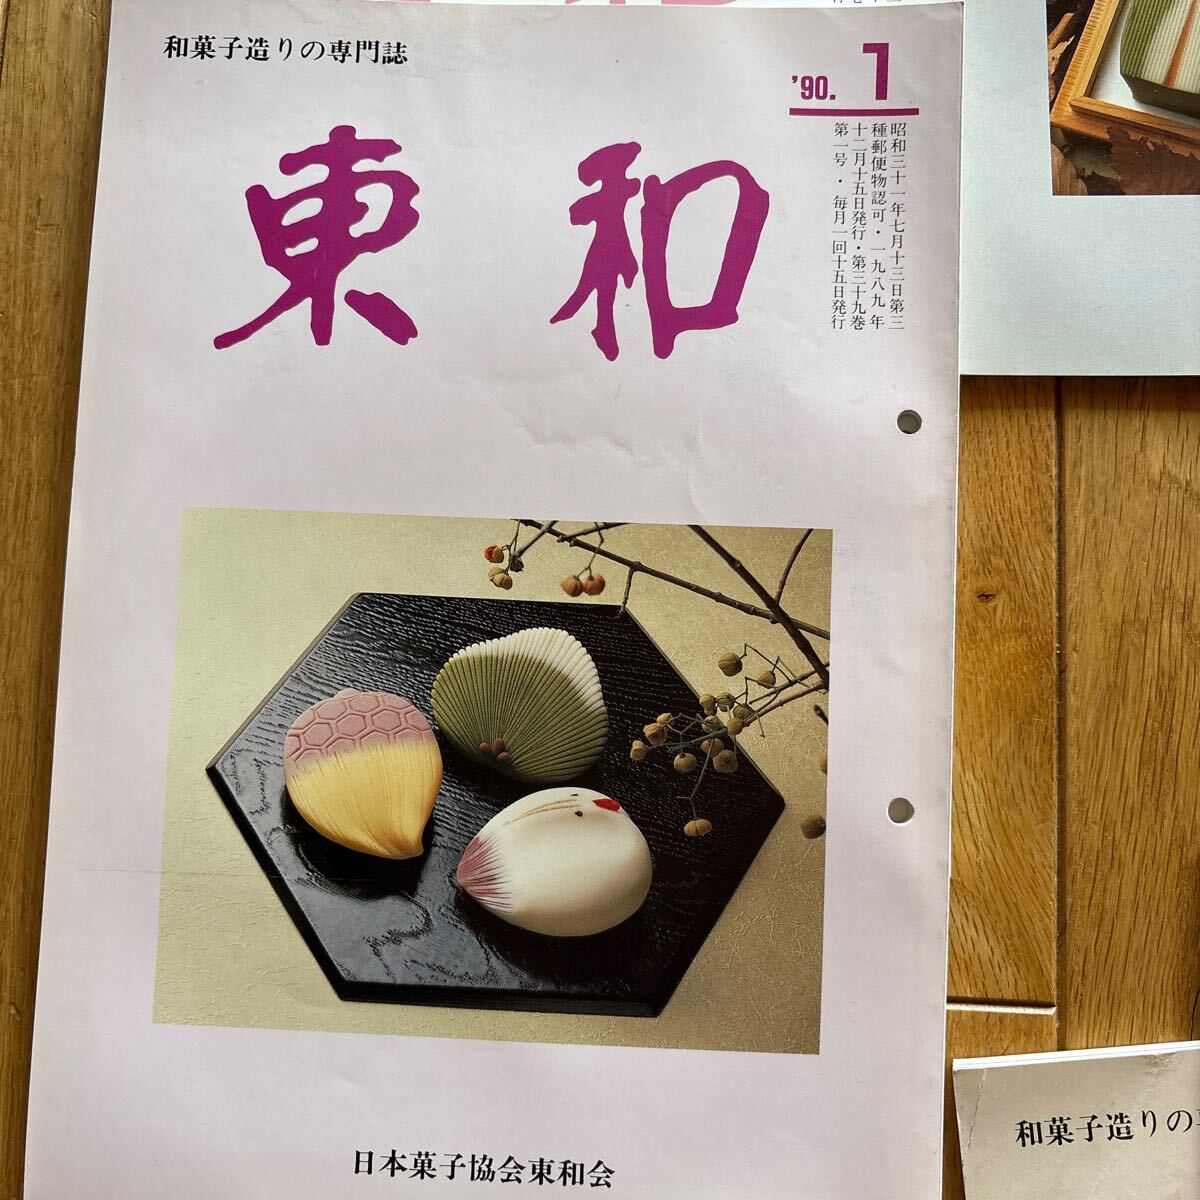 和菓子造りの専門誌
'90. 1
東和
昭和三十一年七月十三日第三
種郵便物認可・一九八九年
十二月十五日発行・第三十九巻
第一号・毎月一回十五日発行
日本菓子協会東和会
和菓子造りの